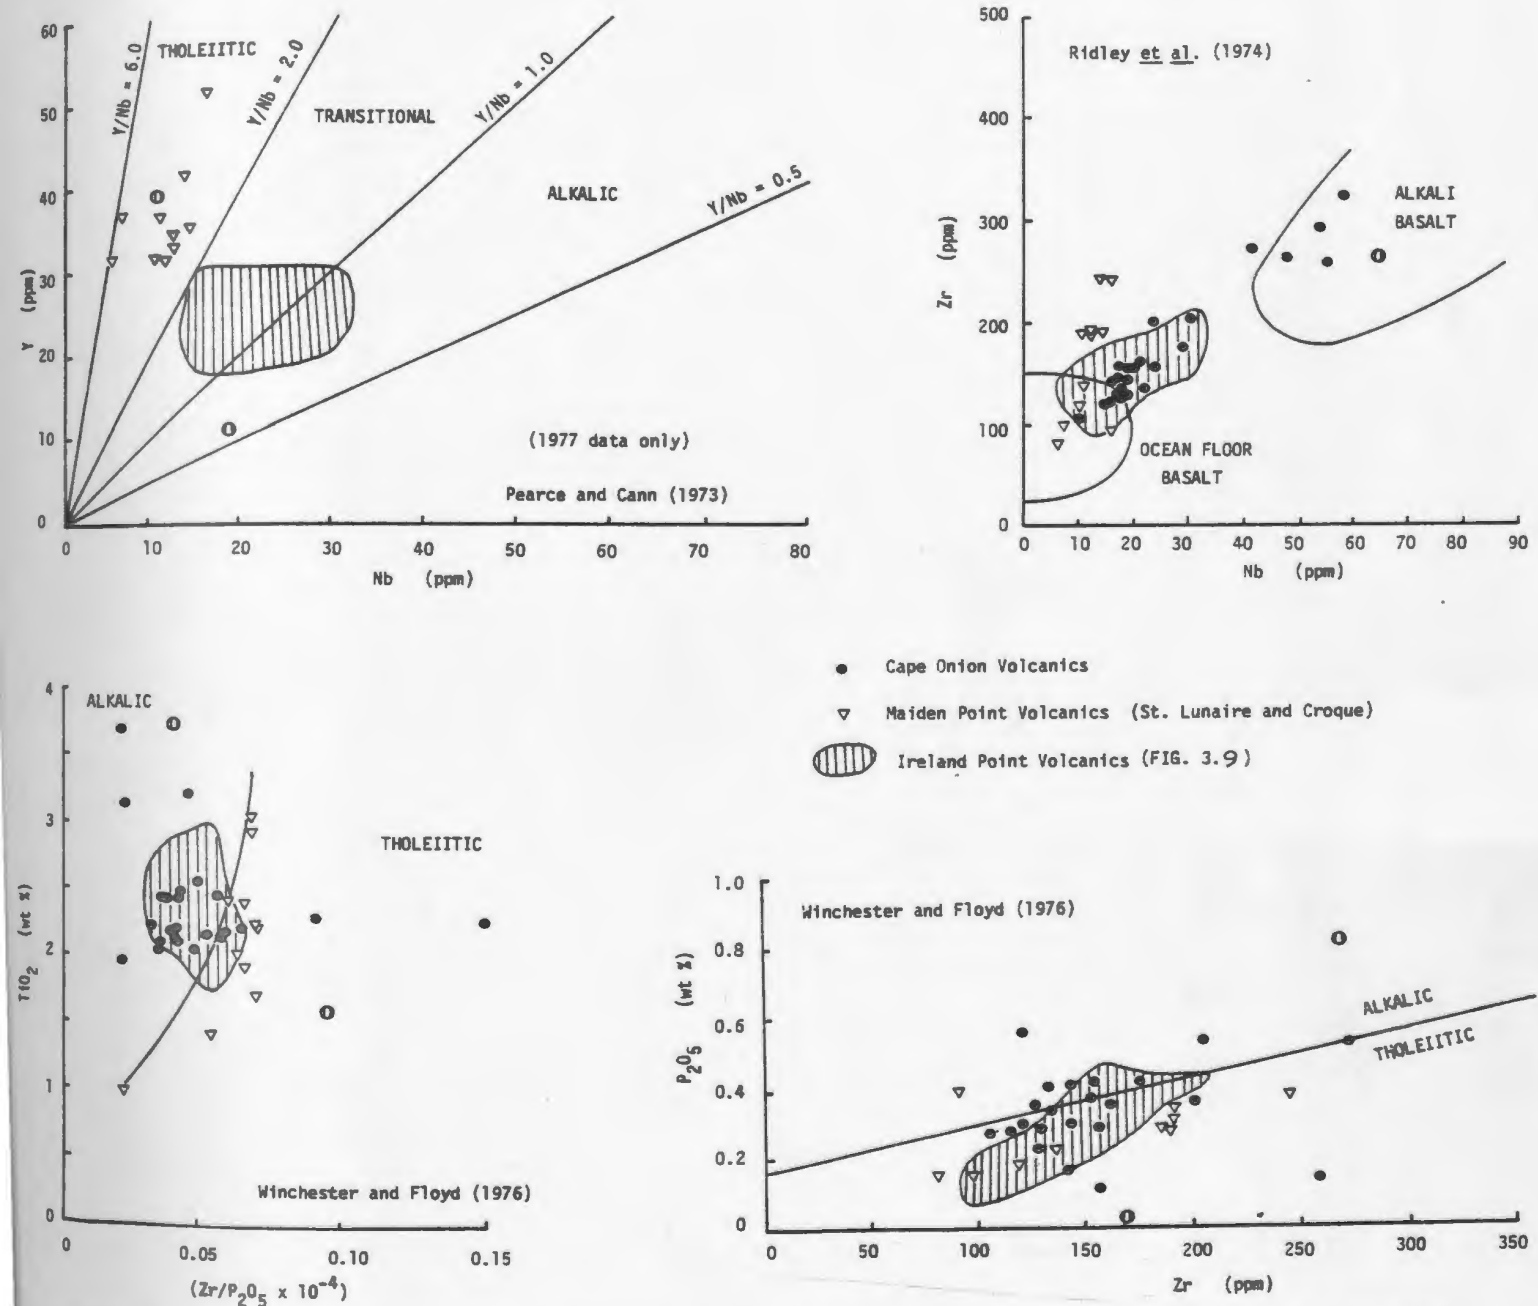 60
50
40
30
20
10
0
Y (ppm)
0 10 20 30 40 50 60 70 80
Nb (ppm)
Y/Nb = 6.0
THOLEIITIC
Y/Nb = 2.0
TRANSITIONAL
Y/Nb = 1.0
ALKALIC
Y/Nb = 0.5
(1977 data only)
Pearce and Cann (1973)
500
400
300
200
100
0
Zr (ppm)
0 10 20 30 40 50 60 70 80 90
Nb (ppm)
Ridley et al. (1974)
ALKALI
BASALT
OCEAN FLOOR
BASALT
Cape Onion Volcanics
Maiden Point Volcanics (St. Lunaire and Croque)
Ireland Point Volcanics (FIG. 3.9)
4
3
2
1
0
TiO2 (wt %)
ALKALIC
THOLEIITIC
Winchester and Floyd (1976)
0 0.05 0.10 0.15
(Zr/P2O5 x 10-4)
1.0
0.8
0.6
0.4
0.2
0
P2O5 (wt %)
Winchester and Floyd (1976)
ALKALIC
THOLEIITIC
0 50 100 150 200 250 300 350
Zr (ppm)